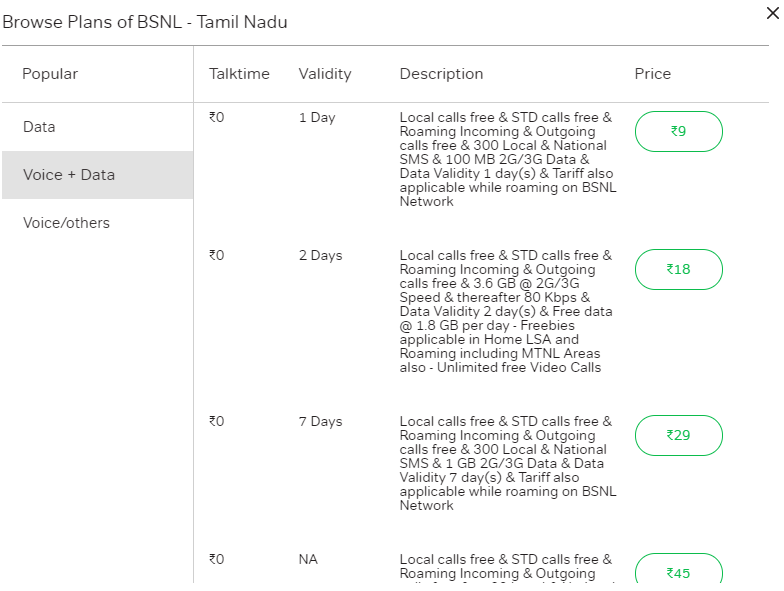 Browse Plans of BSNL - Tamil Nadu
Popular
Talktime
Validity
Description
Price
Data
Voice + Data
Voice/others
₹0
1 Day
Local calls free & STD calls free &
Roaming Incoming & Outgoing
calls free & 300 Local & National
SMS & 100 MB 2G/3G Data &
Data Validity 1 day(s) & Tariff also
applicable while roaming on BSNL
Network
₹9
₹0
2 Days
Local calls free & STD calls free &
Roaming Incoming & Outgoing
calls free & 3.6 GB @ 2G/3G
Speed & thereafter 80 Kbps &
Data Validity 2 day(s) & Free data
@ 1.8 GB per day - Freebies
applicable in Home LSA and
Roaming including MTNL Areas
also - Unlimited free Video Calls
₹18
₹0
7 Days
Local calls free & STD calls free &
Roaming Incoming & Outgoing
calls free & 300 Local & National
SMS & 1 GB 2G/3G Data & Data
Validity 7 day(s) & Tariff also
applicable while roaming on BSNL
Network
₹29
₹0
NA
Local calls free & STD calls free &
Roaming Incoming & Outgoing
₹45